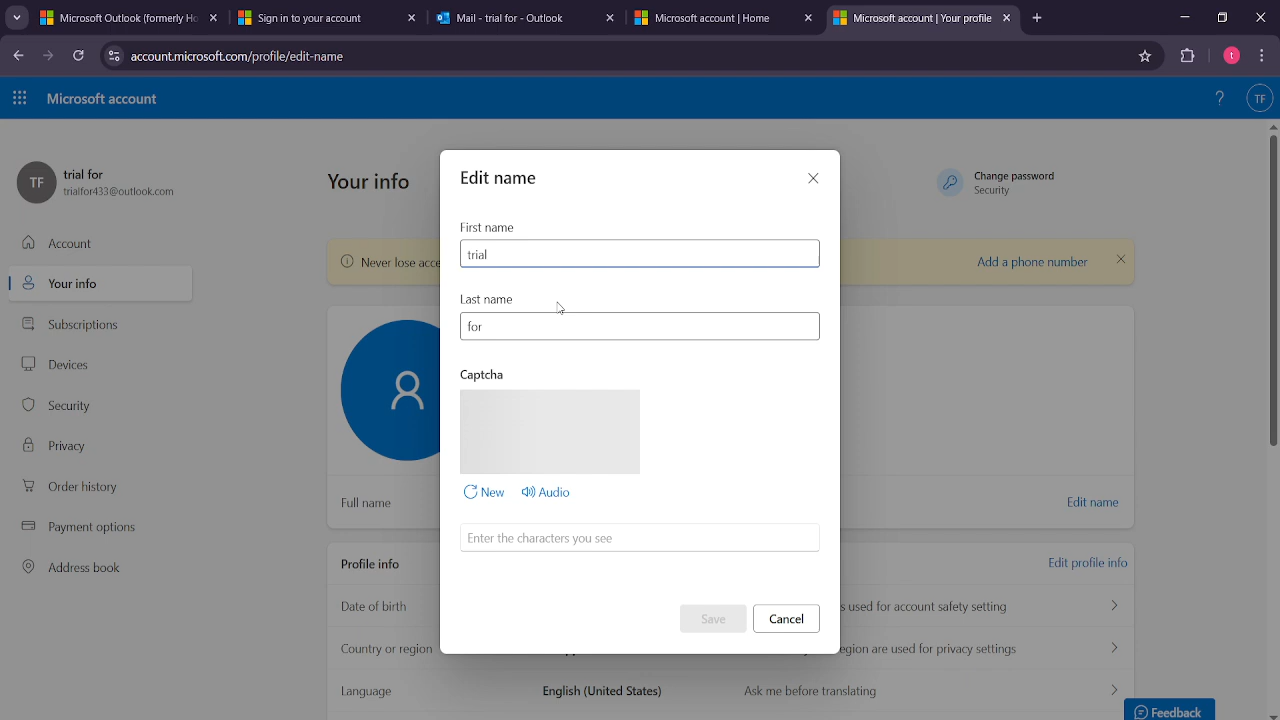 Microsoft Outlook (formerly Ho
Sign in to your account
Mail - trial for - Outlook
Microsoft account | Home
Microsoft account | Your profile
account.microsoft.com/profile/edit-name
t
Microsoft account
?
TF
TF
trial for
trialfor433@outlook.com
Account
Your info
Subscriptions
Devices
Security
Privacy
Order history
Payment options
Address book
Your info
Change password
Security
Never lose acce
Add a phone number
Full name
Edit name
Profile info
Edit profile info
Date of birth
s used for account safety setting
Country or region
egion are used for privacy settings
Language
English (United States)
Ask me before translating
Feedback
Edit name
First name
trial
Last name
for
Captcha
New
Audio
Enter the characters you see
Save
Cancel